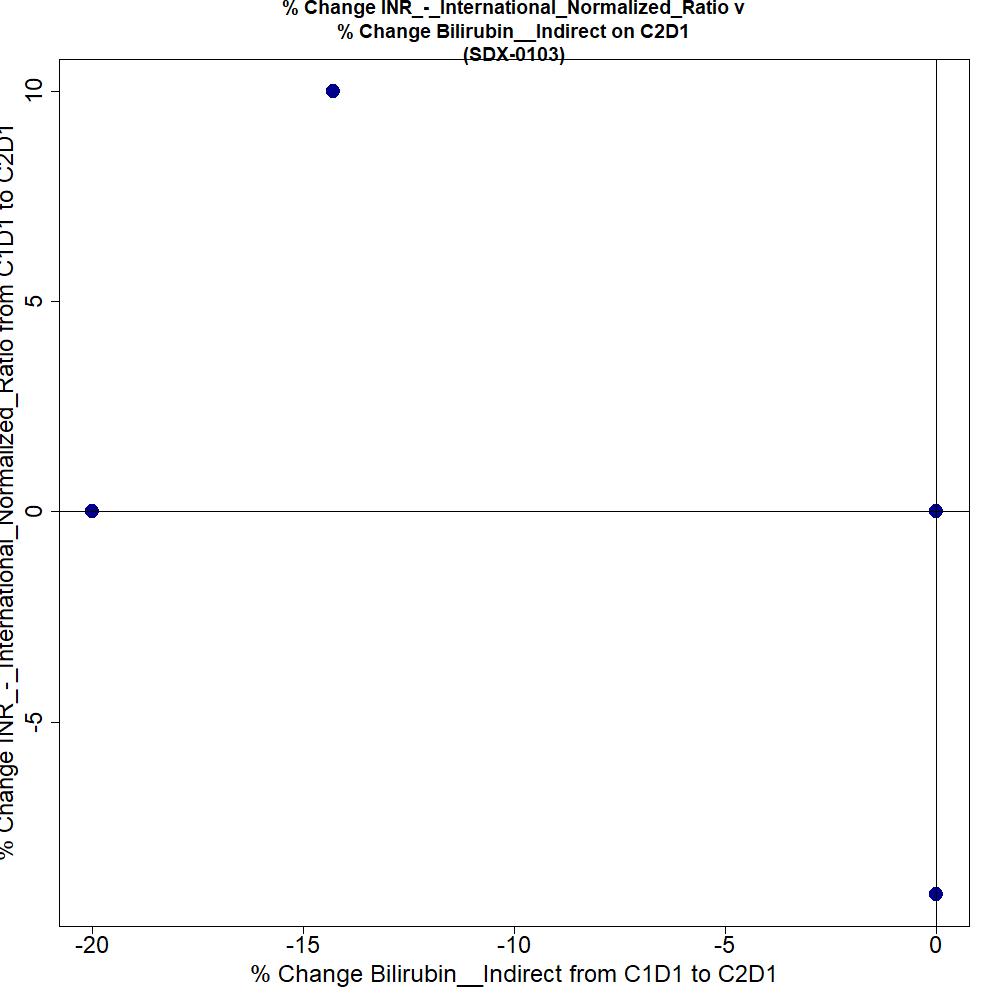 % Change INR_-_International_Normalized_Ratio v
% Change Bilirubin__Indirect on C2D1
(SDX-0103)
% Change INR_-_International_Normalized_Ratio from C1D1 to C2D1
10
5
0
-5
-20
-15
-10
-5
0
% Change Bilirubin__Indirect from C1D1 to C2D1